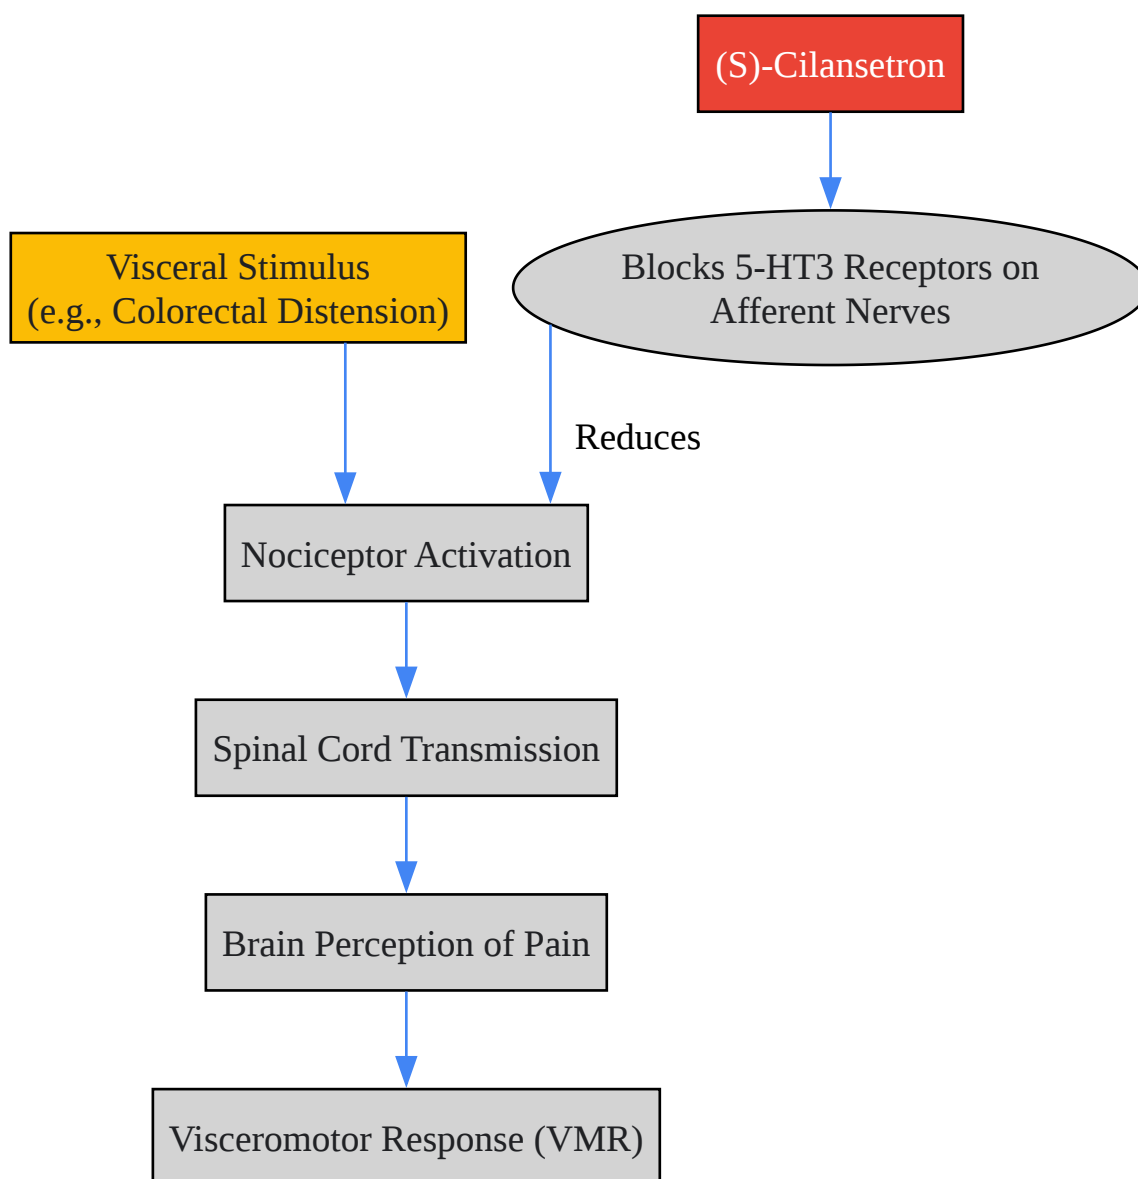 (S)-Cilansetron
Visceral Stimulus
(e.g., Colorectal Distension)
Blocks 5-HT3 Receptors on
Afferent Nerves
Reduces
Nociceptor Activation
Spinal Cord Transmission
Brain Perception of Pain
Visceromotor Response (VMR)